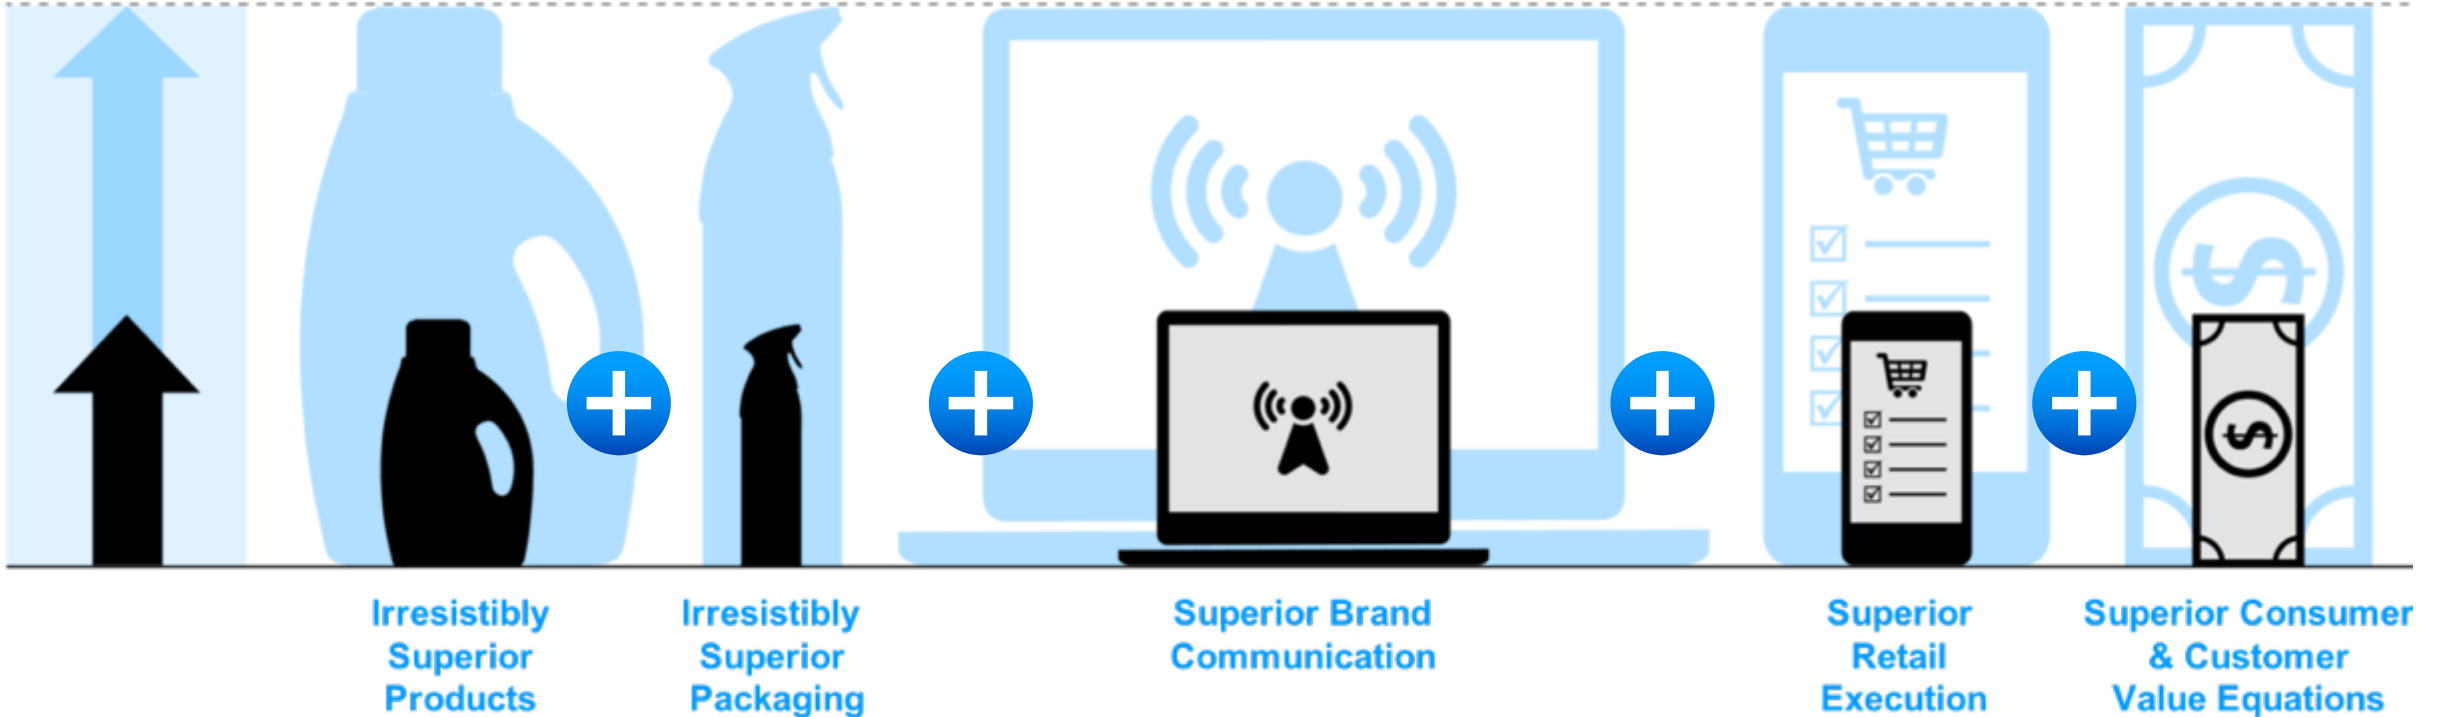 Irresistibly
Superior
Products
Irresistibly
Superior
Packaging
Superior Brand
Communication
Superior
Retail
Execution
Superior Consumer
& Customer
Value Equations
$
$